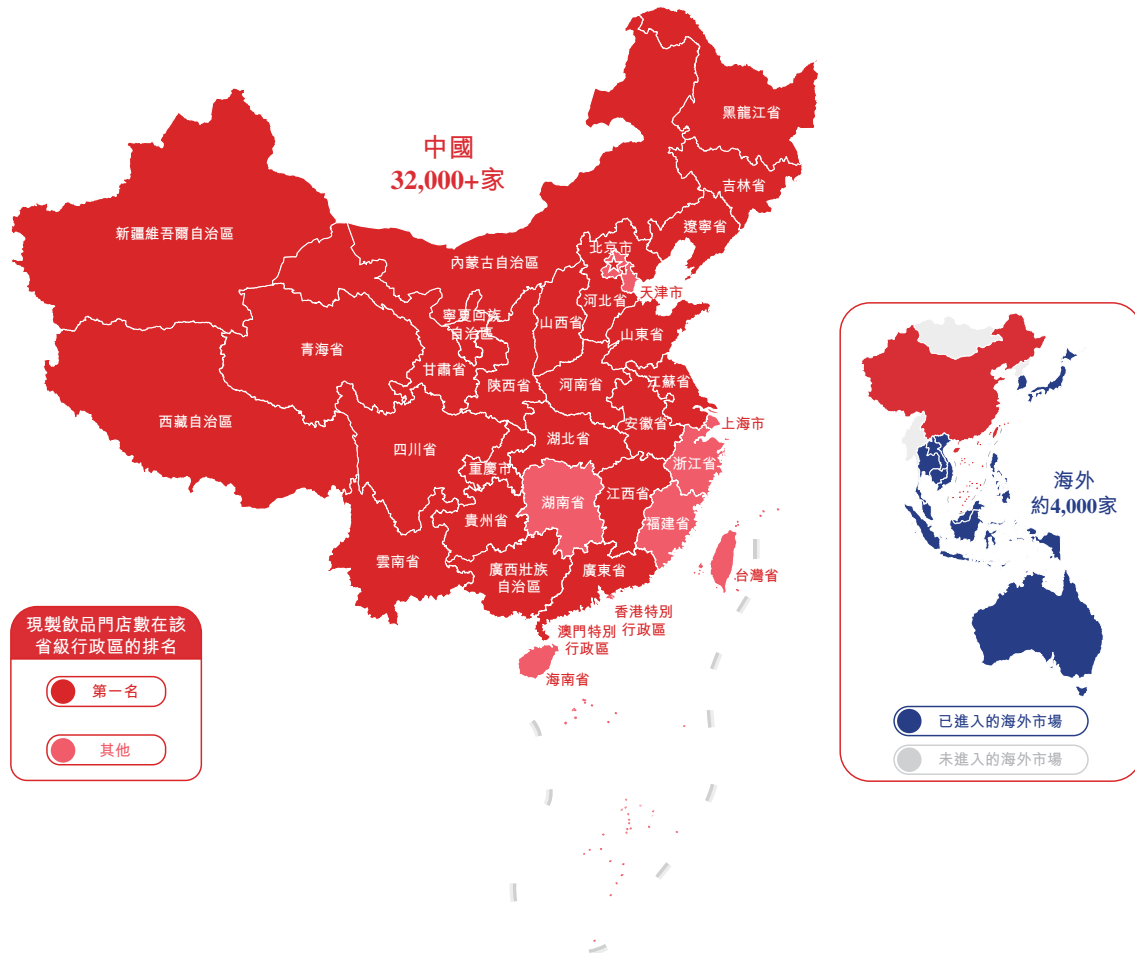 中國
32,000+家
黑龍江省
吉林省
遼寧省
新疆維吾爾自治區
內蒙古自治區
北京市
天津市
河北省
寧夏回族
自治區
山西省
山東省
青海省
甘肅省
陝西省
河南省
江蘇省
西藏自治區
安徽省
上海市
四川省
湖北省
重慶市
浙江省
湖南省
江西省
貴州省
福建省
雲南省
廣西壯族
自治區
廣東省
台灣省
香港特別
行政區
澳門特別
行政區
海南省
現製飲品門店數在該
省級行政區的排名
第一名
其他
海外
約4,000家
已進入的海外市場
未進入的海外市場